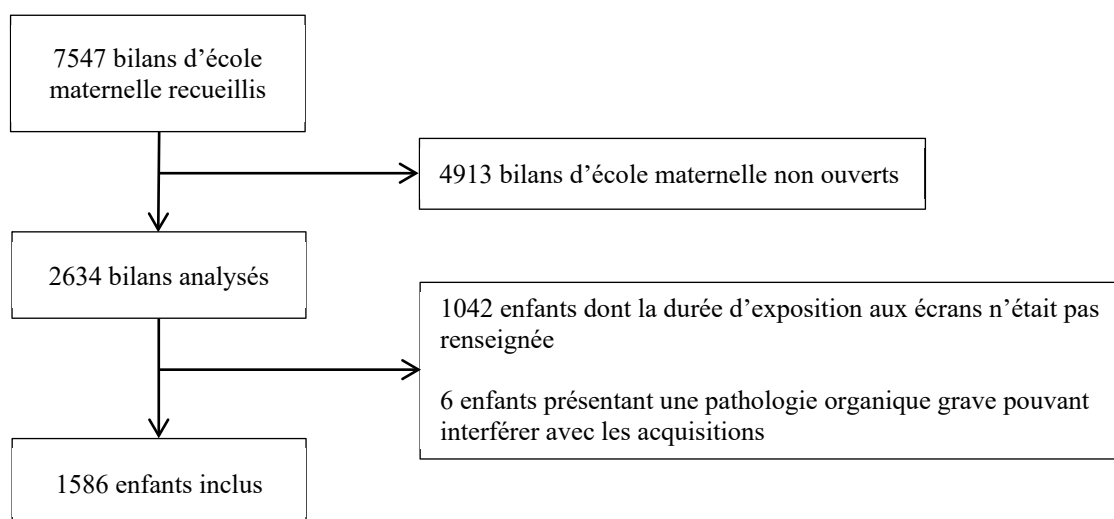 7547 bilans d’école
maternelle recueillis
4913 bilans d’école maternelle non ouverts
2634 bilans analysés
1042 enfants dont la durée d’exposition aux écrans n’était pas
renseignée
6 enfants présentant une pathologie organique grave pouvant
interférer avec les acquisitions
1586 enfants inclus